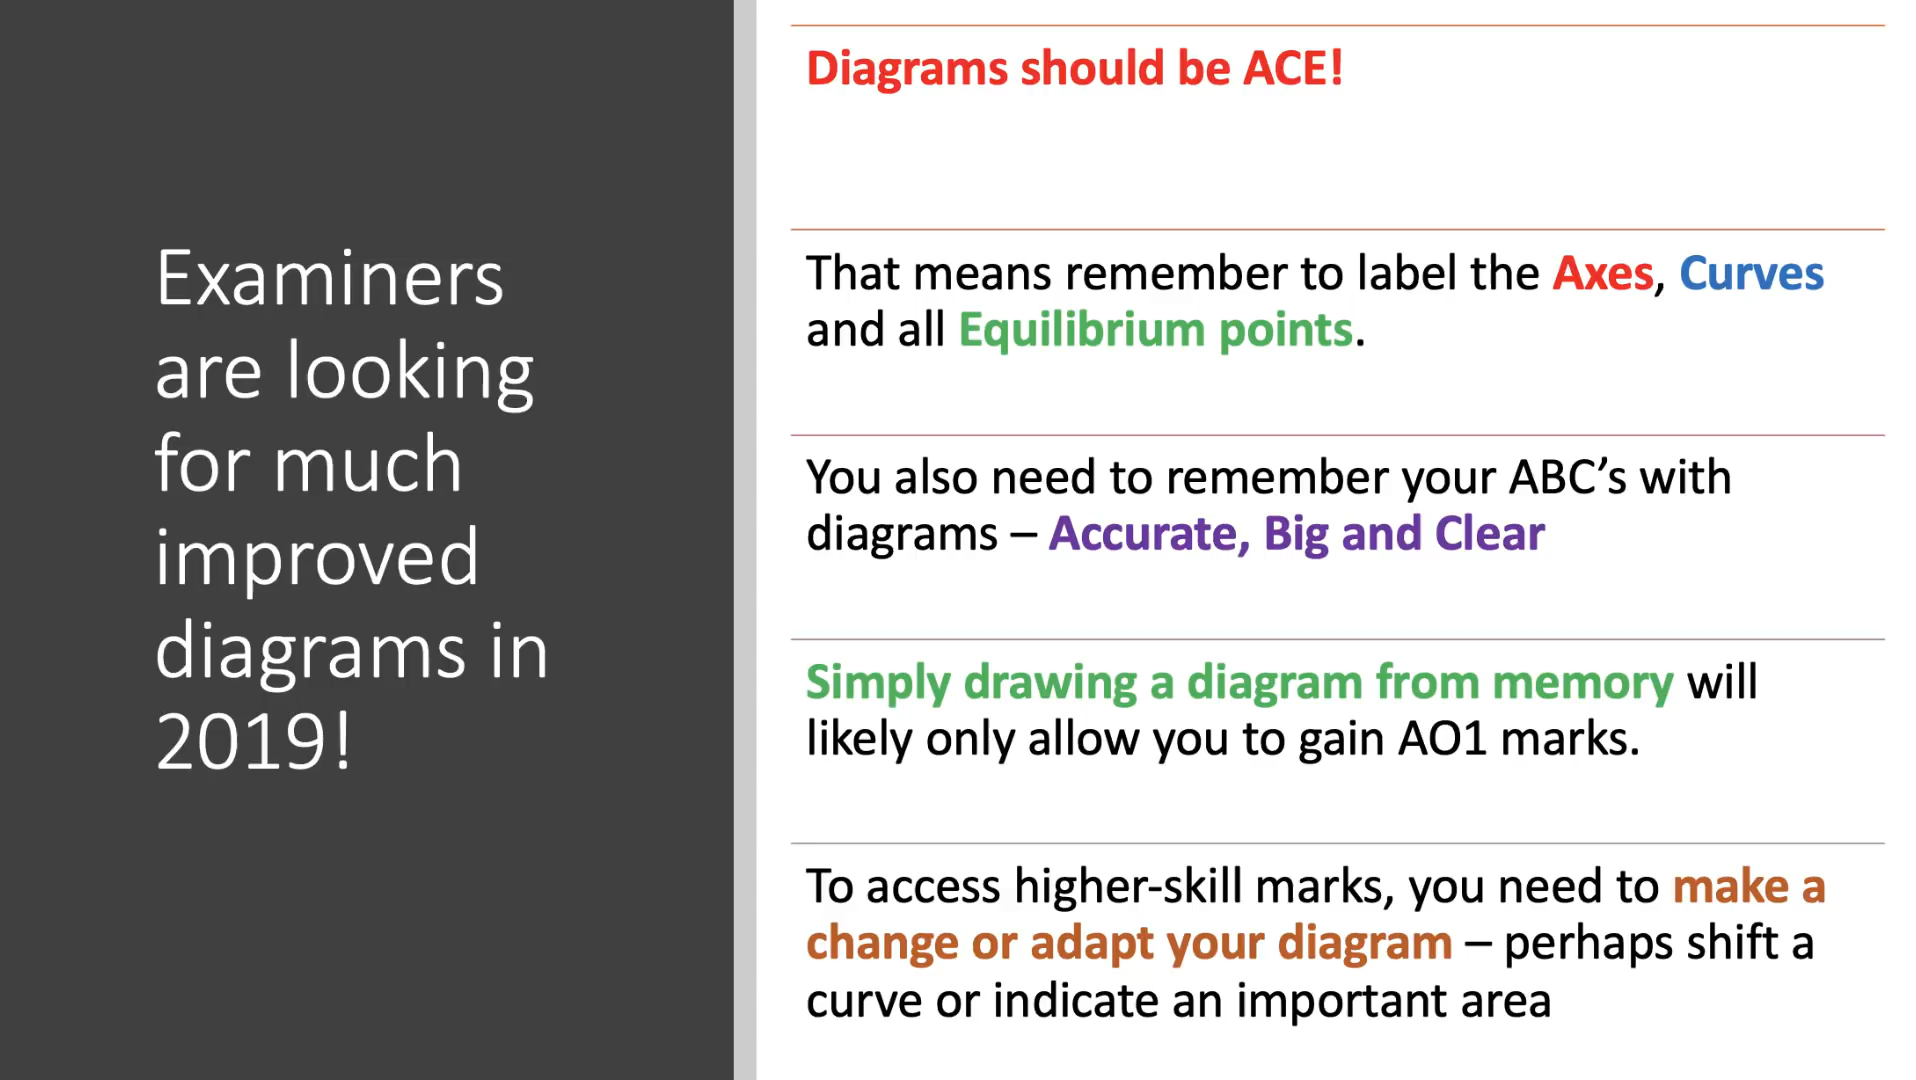 Examiners
are looking
for much
improved
diagrams in
2019!
Diagrams should be ACE!
That means remember to label the Axes, Curves
and all Equilibrium points.
You also need to remember your ABC’s with
diagrams – Accurate, Big and Clear
Simply drawing a diagram from memory will
likely only allow you to gain AO1 marks.
To access higher-skill marks, you need to make a
change or adapt your diagram – perhaps shift a
curve or indicate an important area